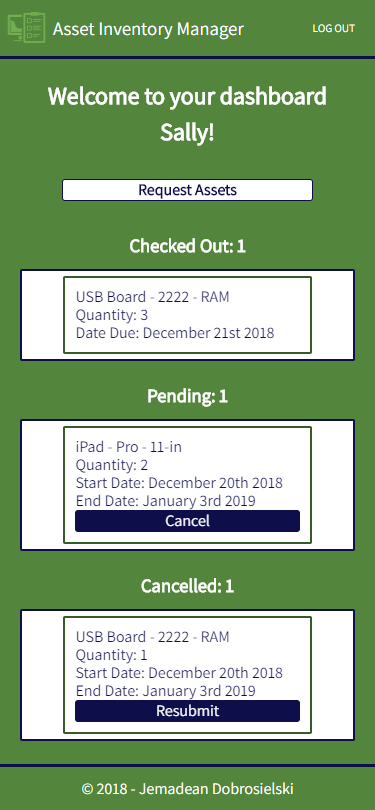 Asset Inventory Manager
LOG OUT
Welcome to your dashboard
Sally!
Request Assets
Checked Out: 1
USB Board - 2222 - RAM
Quantity: 3
Date Due: December 21st 2018
Pending: 1
iPad - Pro - 11-in
Quantity: 2
Start Date: December 20th 2018
End Date: January 3rd 2019
Cancel
Cancelled: 1
USB Board - 2222 - RAM
Quantity: 1
Start Date: December 20th 2018
End Date: January 3rd 2019
Resubmit
© 2018 - Jemadean Dobrosielski